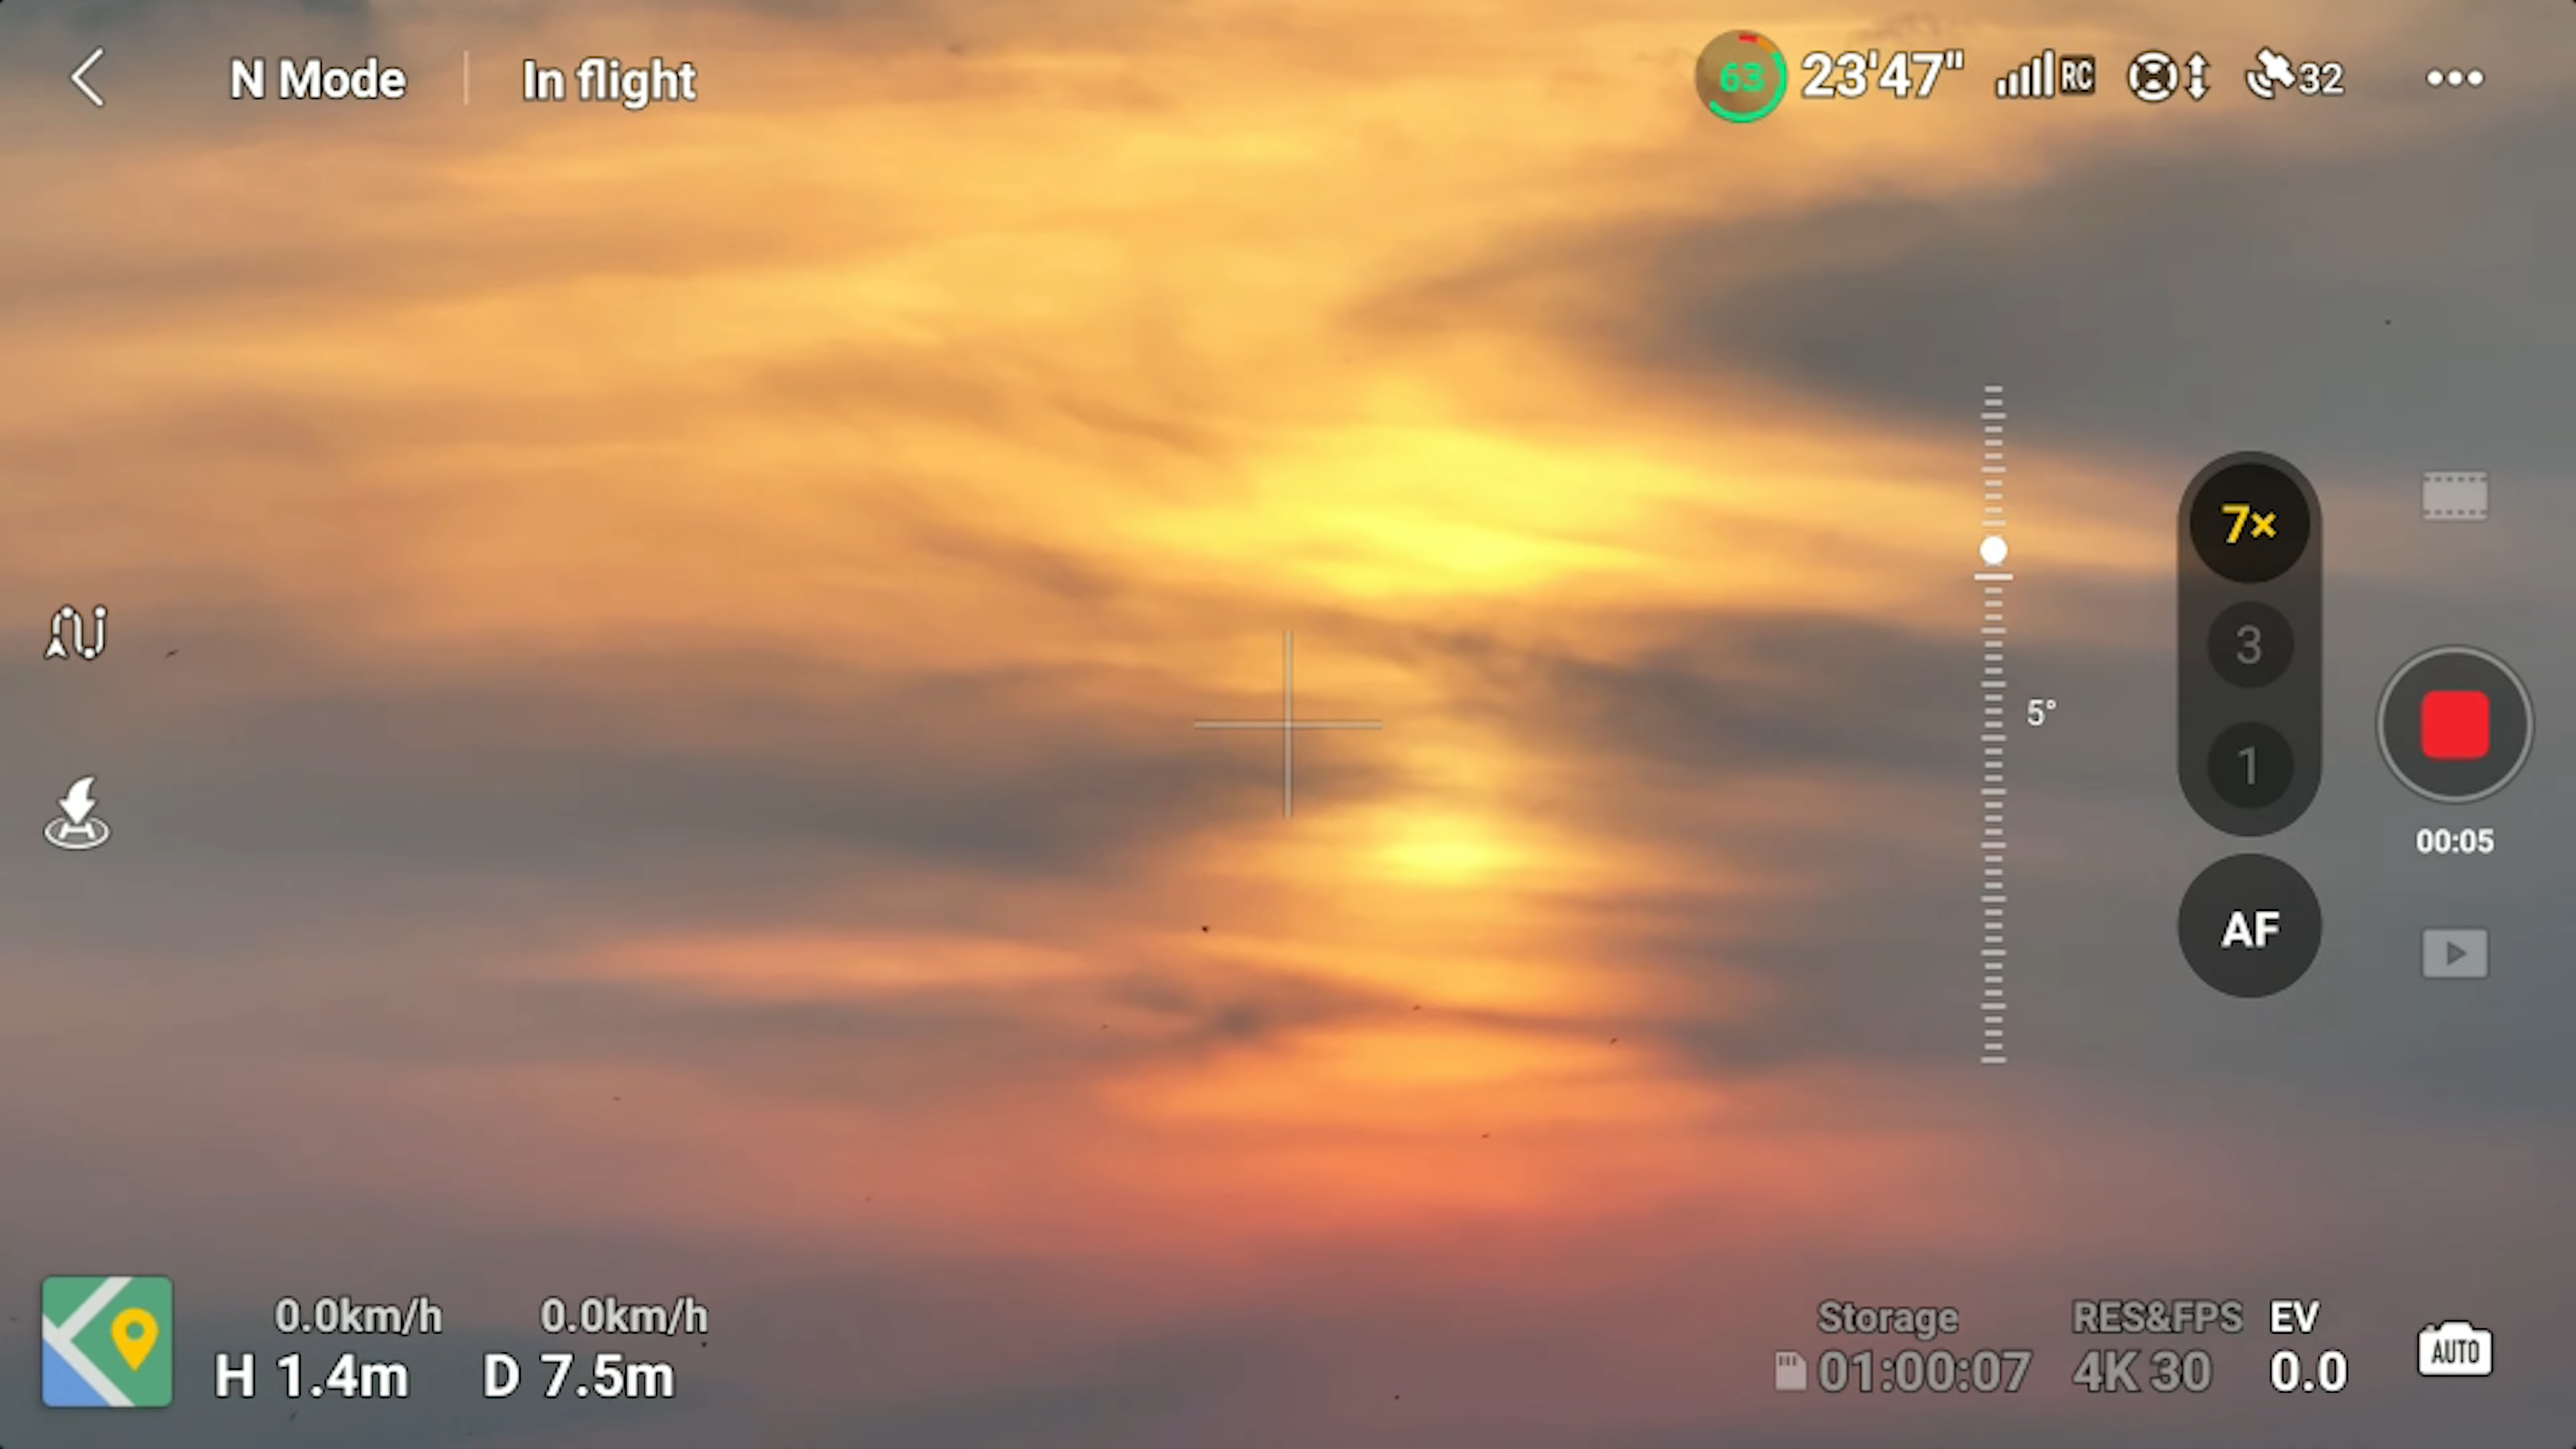 N Mode | In flight
63 23'47" RC 32
7×
3
5°
1
00:05
AF
0.0km/h 0.0km/h
H 1.4m D 7.5m
Storage RES&FPS EV
01:00:07 4K 30 0.0
AUTO